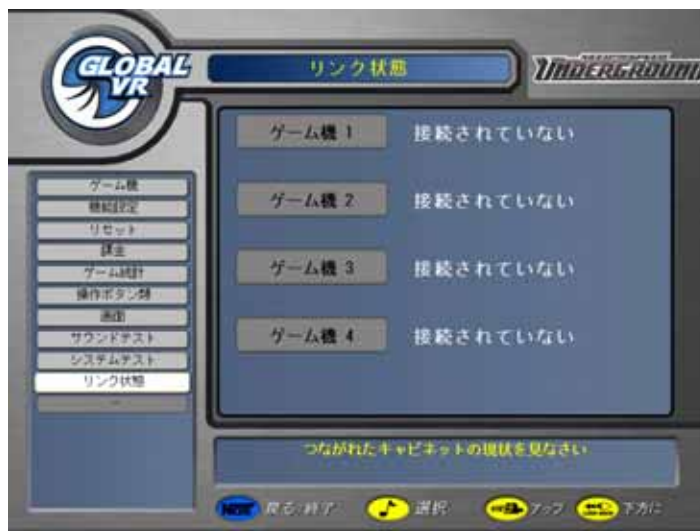 GLOBAL
VR
リンク状態
UNDERGROUND
ゲーム機 1 接続されていない
ゲーム機 2 接続されていない
ゲーム機 3 接続されていない
ゲーム機 4 接続されていない
ゲーム機
機能設定
リセット
課金
ゲーム統計
操作ボタン類
画面
サウンドテスト
システムテスト
リンク状態
つながれたキャビネットの現状を見なさい
戻る/終了 選択 アップ 下方に